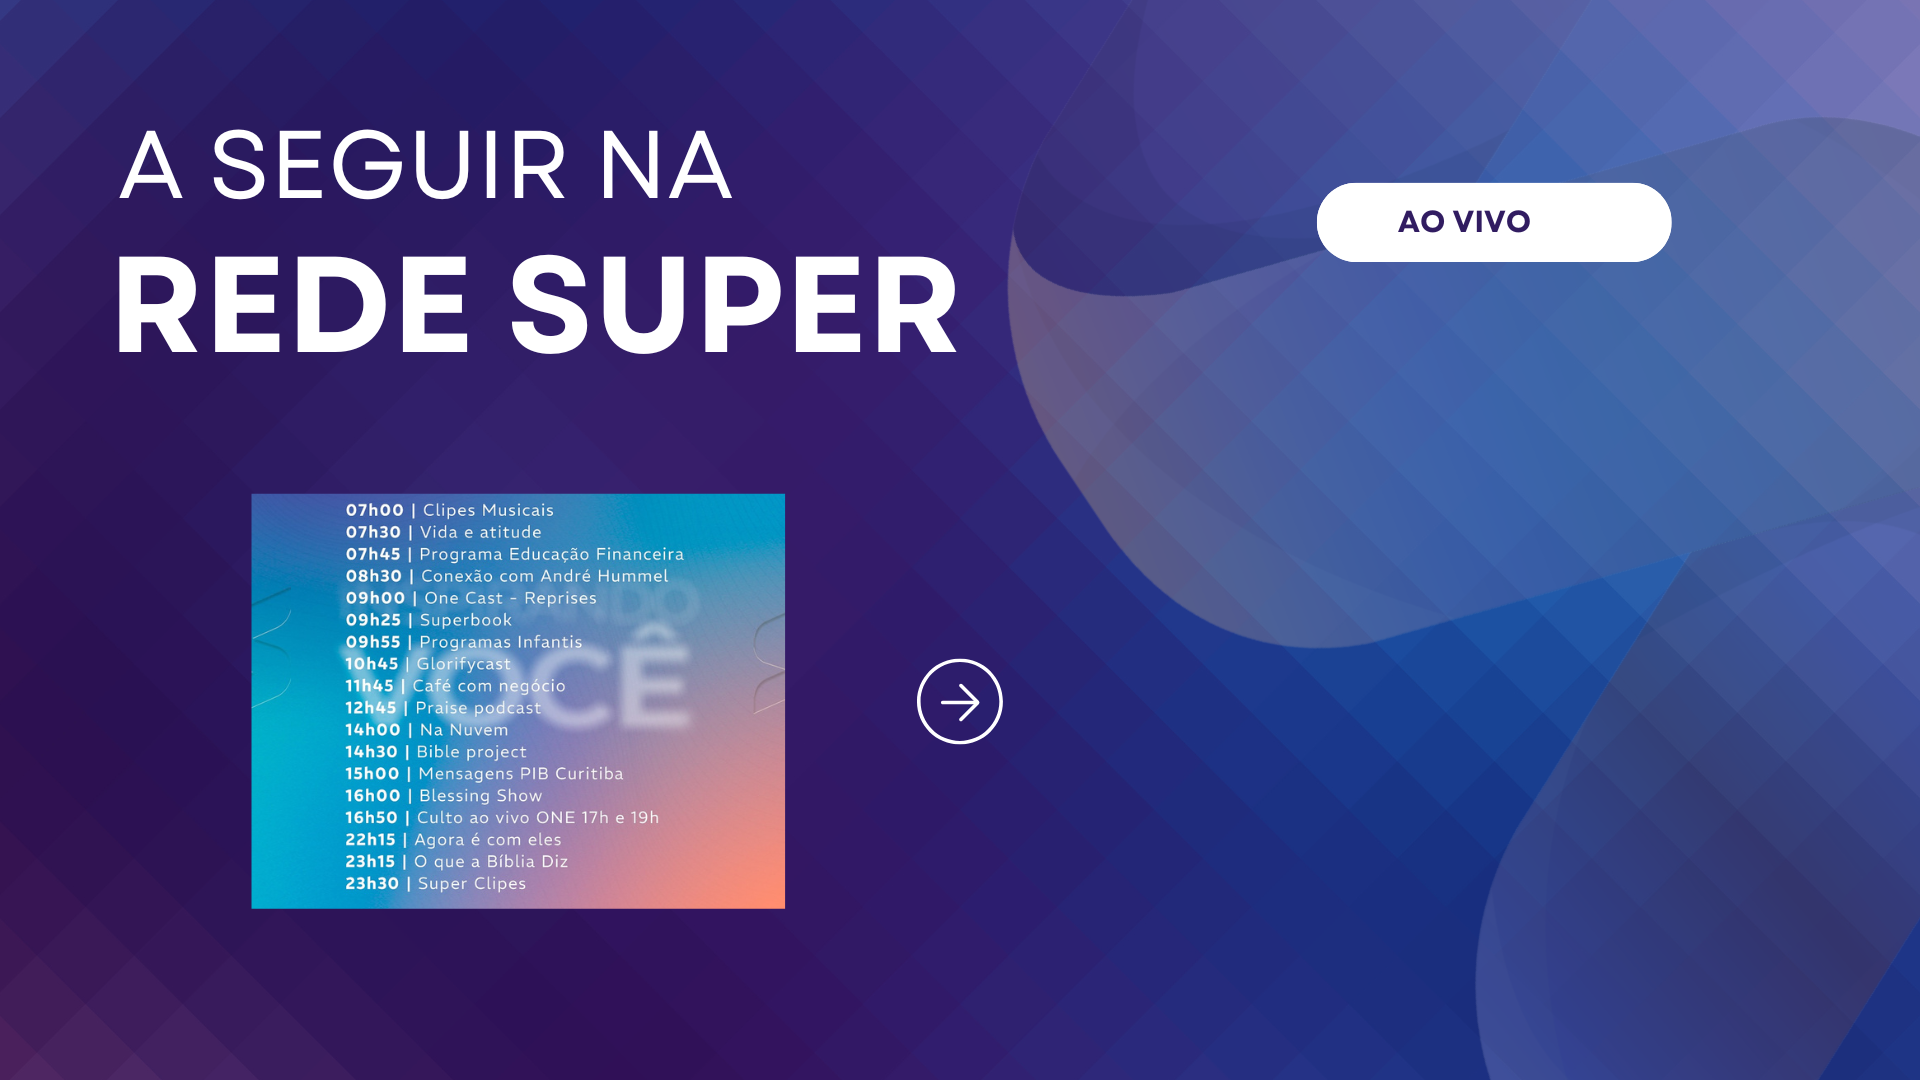 A SEGUIR NA
REDE SUPER
AO VIVO
07h00 | Clipes Musicais
07h30 | Vida e atitude
07h45 | Programa Educação Financeira
08h30 | Conexão com André Hummel
09h00 | One Cast - Reprises
09h25 | Superbook
09h55 | Programas Infantis
10h45 | Glorifycast
11h45 | Café com negócio
12h45 | Praise podcast
14h00 | Na Nuvem
14h30 | Bible project
15h00 | Mensagens PIB Curitiba
16h00 | Blessing Show
16h50 | Culto ao vivo ONE 17h e 19h
22h15 | Agora é com eles
23h15 | O que a Bíblia Diz
23h30 | Super Clipes
VOCÊ